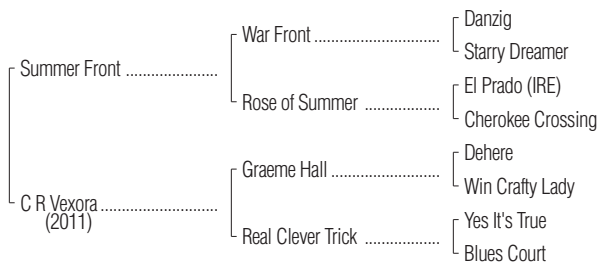 Danzig
War Front ........................
Starry Dreamer
Summer Front .....................
El Prado (IRE)
Rose of Summer .................
Cherokee Crossing
Dehere
Graeme Hall .........................
Win Crafty Lady
C R Vexora ..........................
(2011)
Yes It's True
Real Clever Trick .................
Blues Court